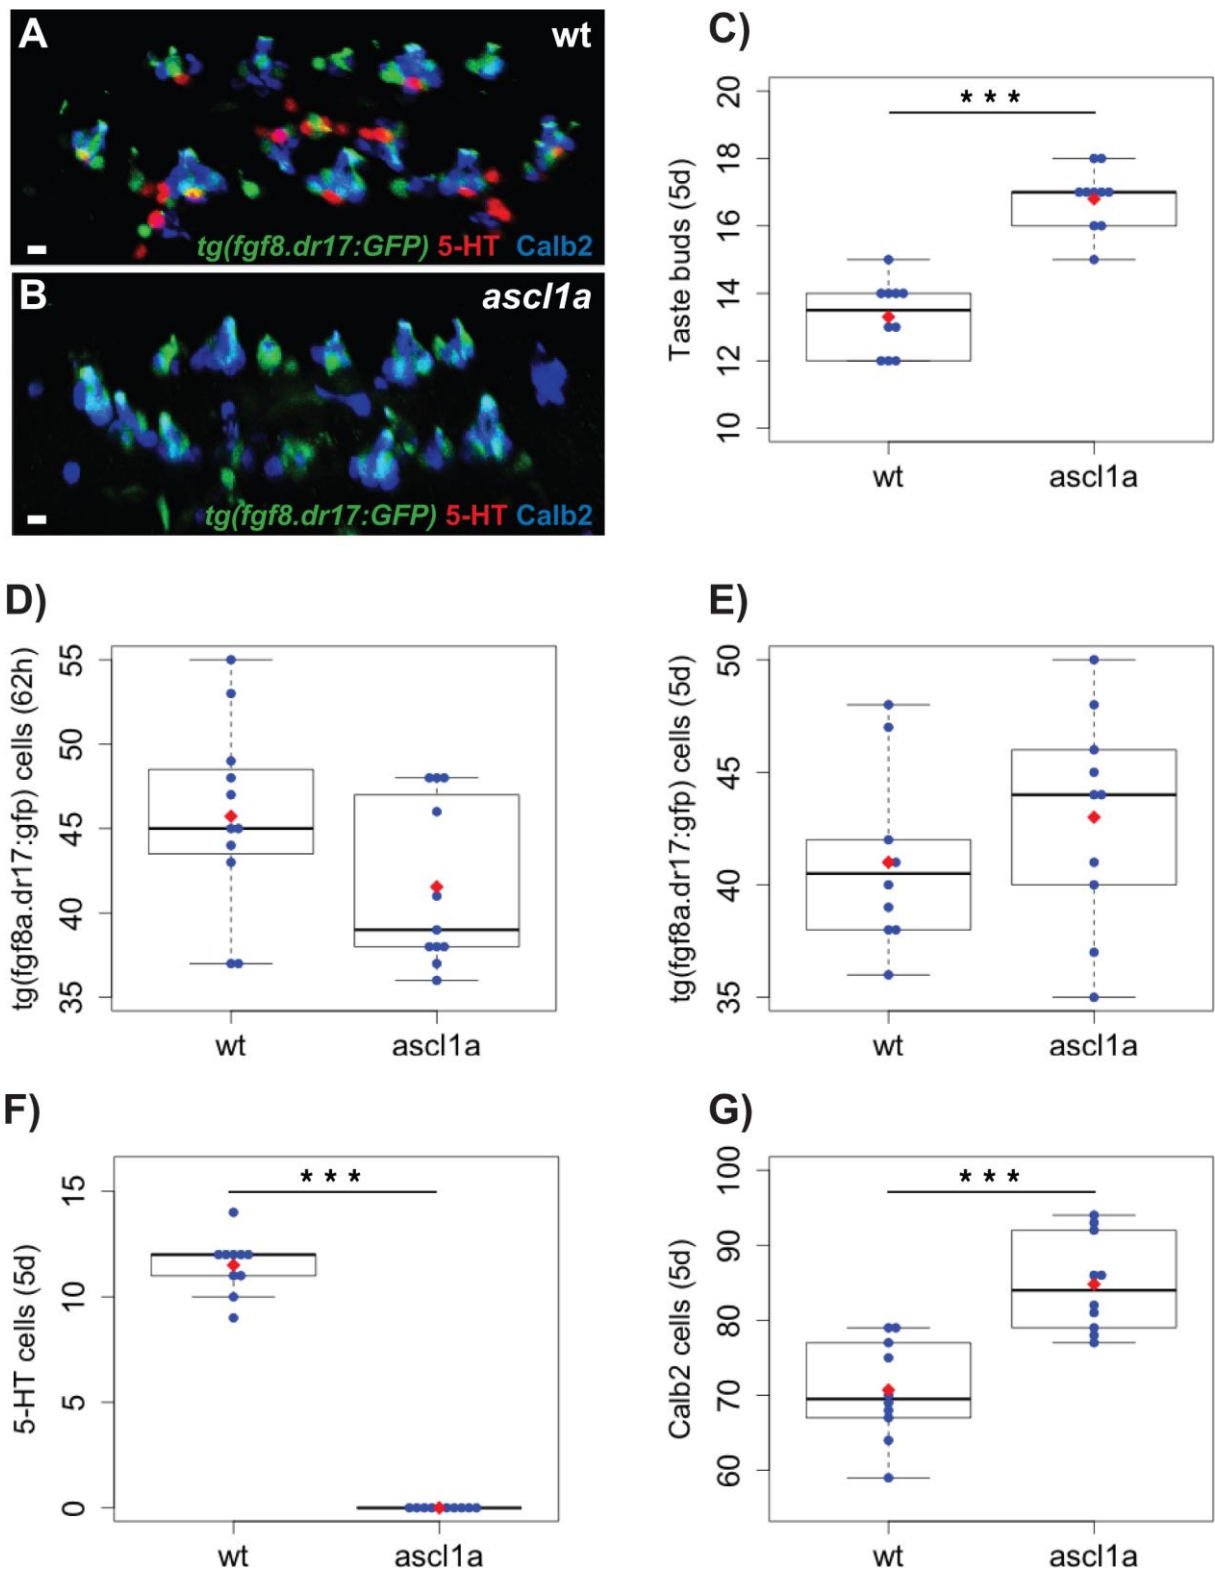 A wt
tg(fgf8.dr17:GFP) 5-HT Calb2
B ascl1a
tg(fgf8.dr17:GFP) 5-HT Calb2
C)
* * *
Taste buds (5d)
20
18
16
14
12
10
wt ascl1a
D)
tg(fgf8a.dr17:gfp) cells (62h)
55
50
45
40
35
wt ascl1a
E)
tg(fgf8a.dr17:gfp) cells (5d)
50
45
40
35
wt ascl1a
F)
* * *
5-HT cells (5d)
15
10
5
0
wt ascl1a
G)
* * *
Calb2 cells (5d)
100
90
80
70
60
wt ascl1a